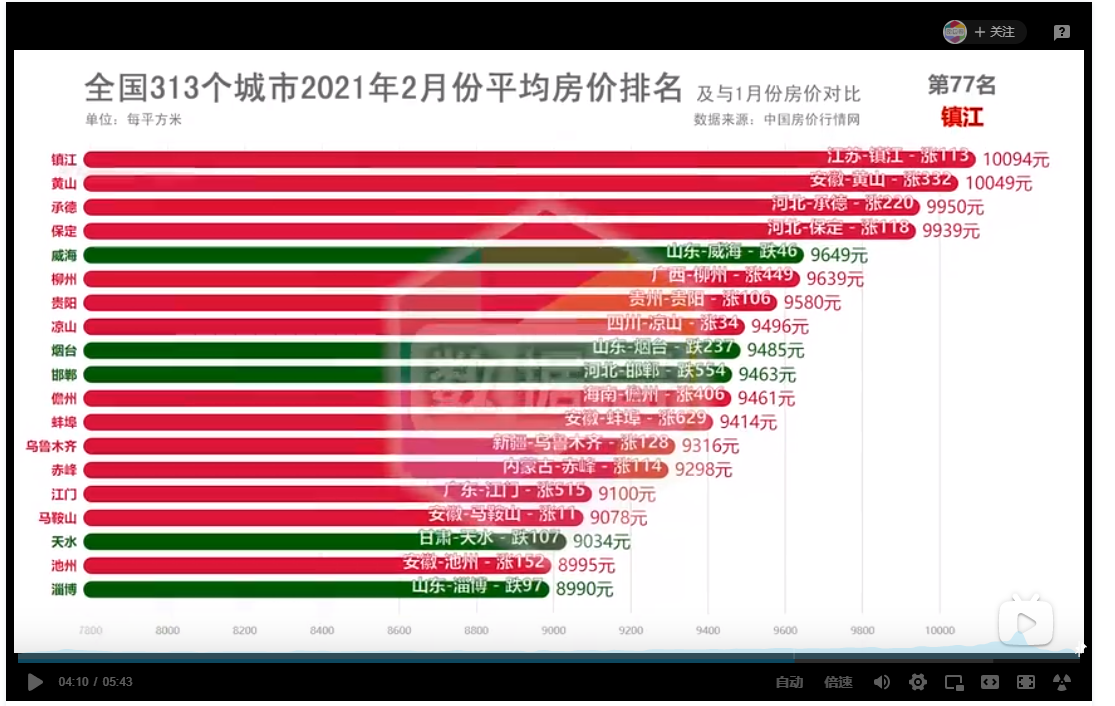 + 关注
全国313个城市2021年2月份平均房价排名 及与1月份房价对比
单位：每平方米
数据来源：中国房价行情网
第77名
镇江
镇江 江苏-镇江 - 涨113 10094元
黄山 安徽-黄山 - 涨332 10049元
承德 河北-承德 - 涨220 9950元
保定 河北-保定 - 涨118 9939元
威海 山东-威海 - 跌46 9649元
柳州 广西-柳州 - 涨449 9639元
贵阳 贵州-贵阳 - 涨106 9580元
凉山 四川-凉山 - 涨34 9496元
烟台 山东-烟台 - 跌237 9485元
邯郸 河北-邯郸 - 跌554 9463元
儋州 海南-儋州 - 涨406 9461元
蚌埠 安徽-蚌埠 - 涨629 9414元
乌鲁木齐 新疆-乌鲁木齐 - 涨128 9316元
赤峰 内蒙古-赤峰 - 涨114 9298元
江门 广东-江门 - 涨515 9100元
马鞍山 安徽-马鞍山 - 涨11 9078元
天水 甘肃-天水 - 跌107 9034元
池州 安徽-池州 - 涨152 8995元
淄博 山东-淄博 - 跌97 8990元
7800 8000 8200 8400 8600 8800 9000 9200 9400 9600 9800 10000
04:10 / 05:43
自动 倍速